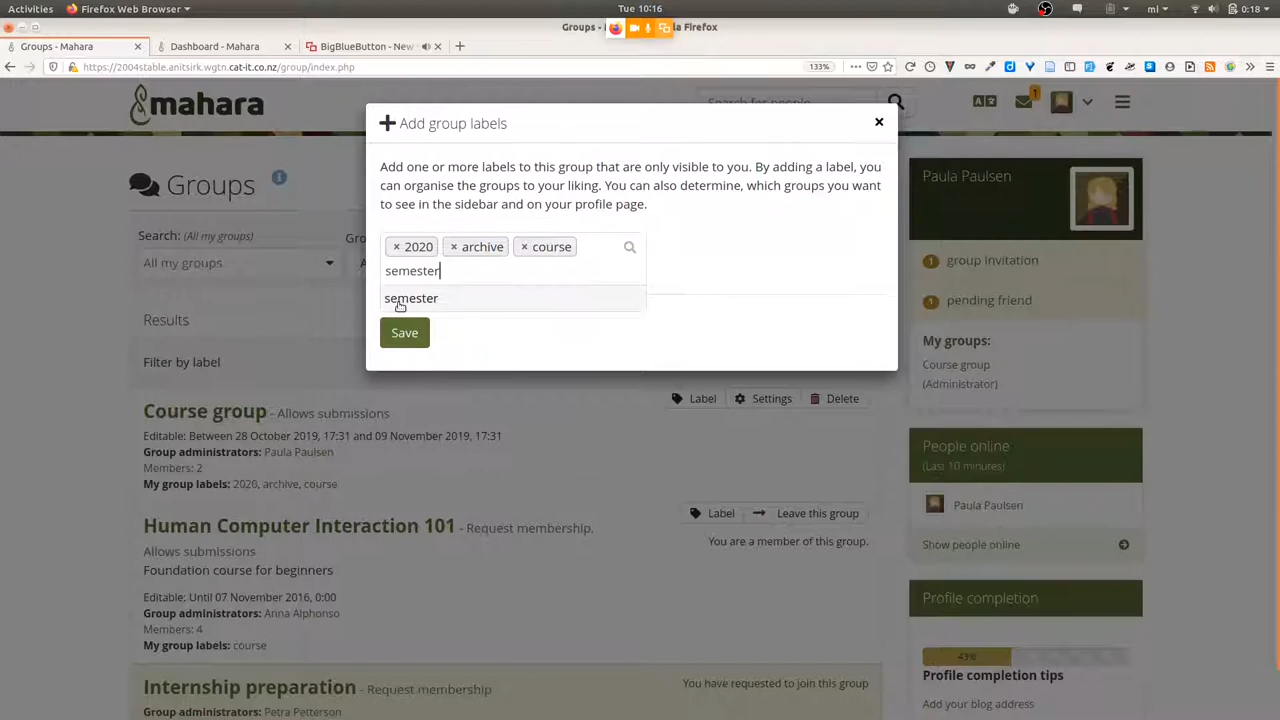 Activities
Firefox Web Browser
Tue 10:16
mi
0:18
Groups -
la Firefox
Groups - Mahara
Dashboard - Mahara
BigBlueButton - New
https://2004stable.anitsirk.wgtn.cat-it.co.nz/group/index.php
133%
mahara
Search for people
1
Groups
Search: (All my groups)
All my groups
Results
Filter by label
Add group labels
Add one or more labels to this group that are only visible to you. By adding a label, you
can organise the groups to your liking. You can also determine, which groups you want
to see in the sidebar and on your profile page.
× 2020 × archive × course
semester
semester
Save
Course group - Allows submissions
Label Settings Delete
Editable: Between 28 October 2019, 17:31 and 09 November 2019, 17:31
Group administrators: Paula Paulsen
Members: 2
My group labels: 2020, archive, course
Human Computer Interaction 101 - Request membership.
Label Leave this group
Allows submissions
You are a member of this group.
Foundation course for beginners
Editable: Until 07 November 2016, 0:00
Group administrators: Anna Alphonso
Members: 4
My group labels: course
Internship preparation - Request membership
You have requested to join this group
Group administrators: Petra Petterson
Paula Paulsen
1 group invitation
1 pending friend
My groups:
Course group
(Administrator)
People online
(Last 10 minutes)
Paula Paulsen
Show people online
Profile completion
43%
Profile completion tips
Add your blog address